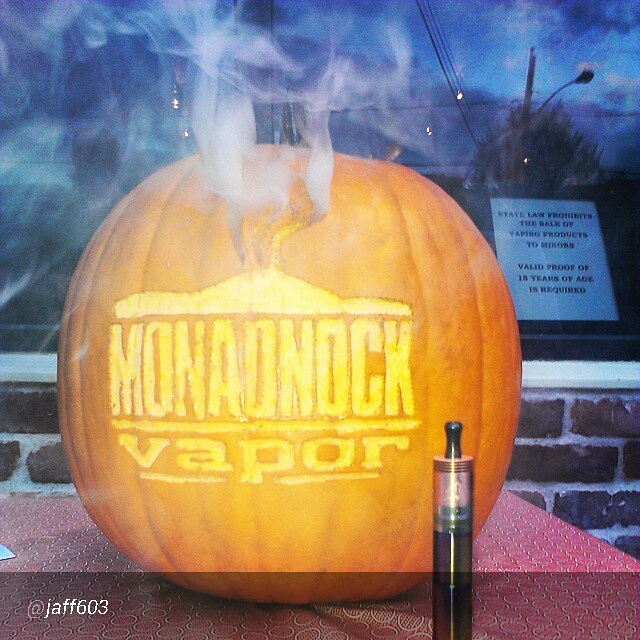 STATE LAW PROHIBITS
THE SALE OF
VAPING PRODUCTS
TO MINORS
VALID PROOF OF
18 YEARS OF AGE
IS REQUIRED
MONADNOCK
vapor
@jaff603